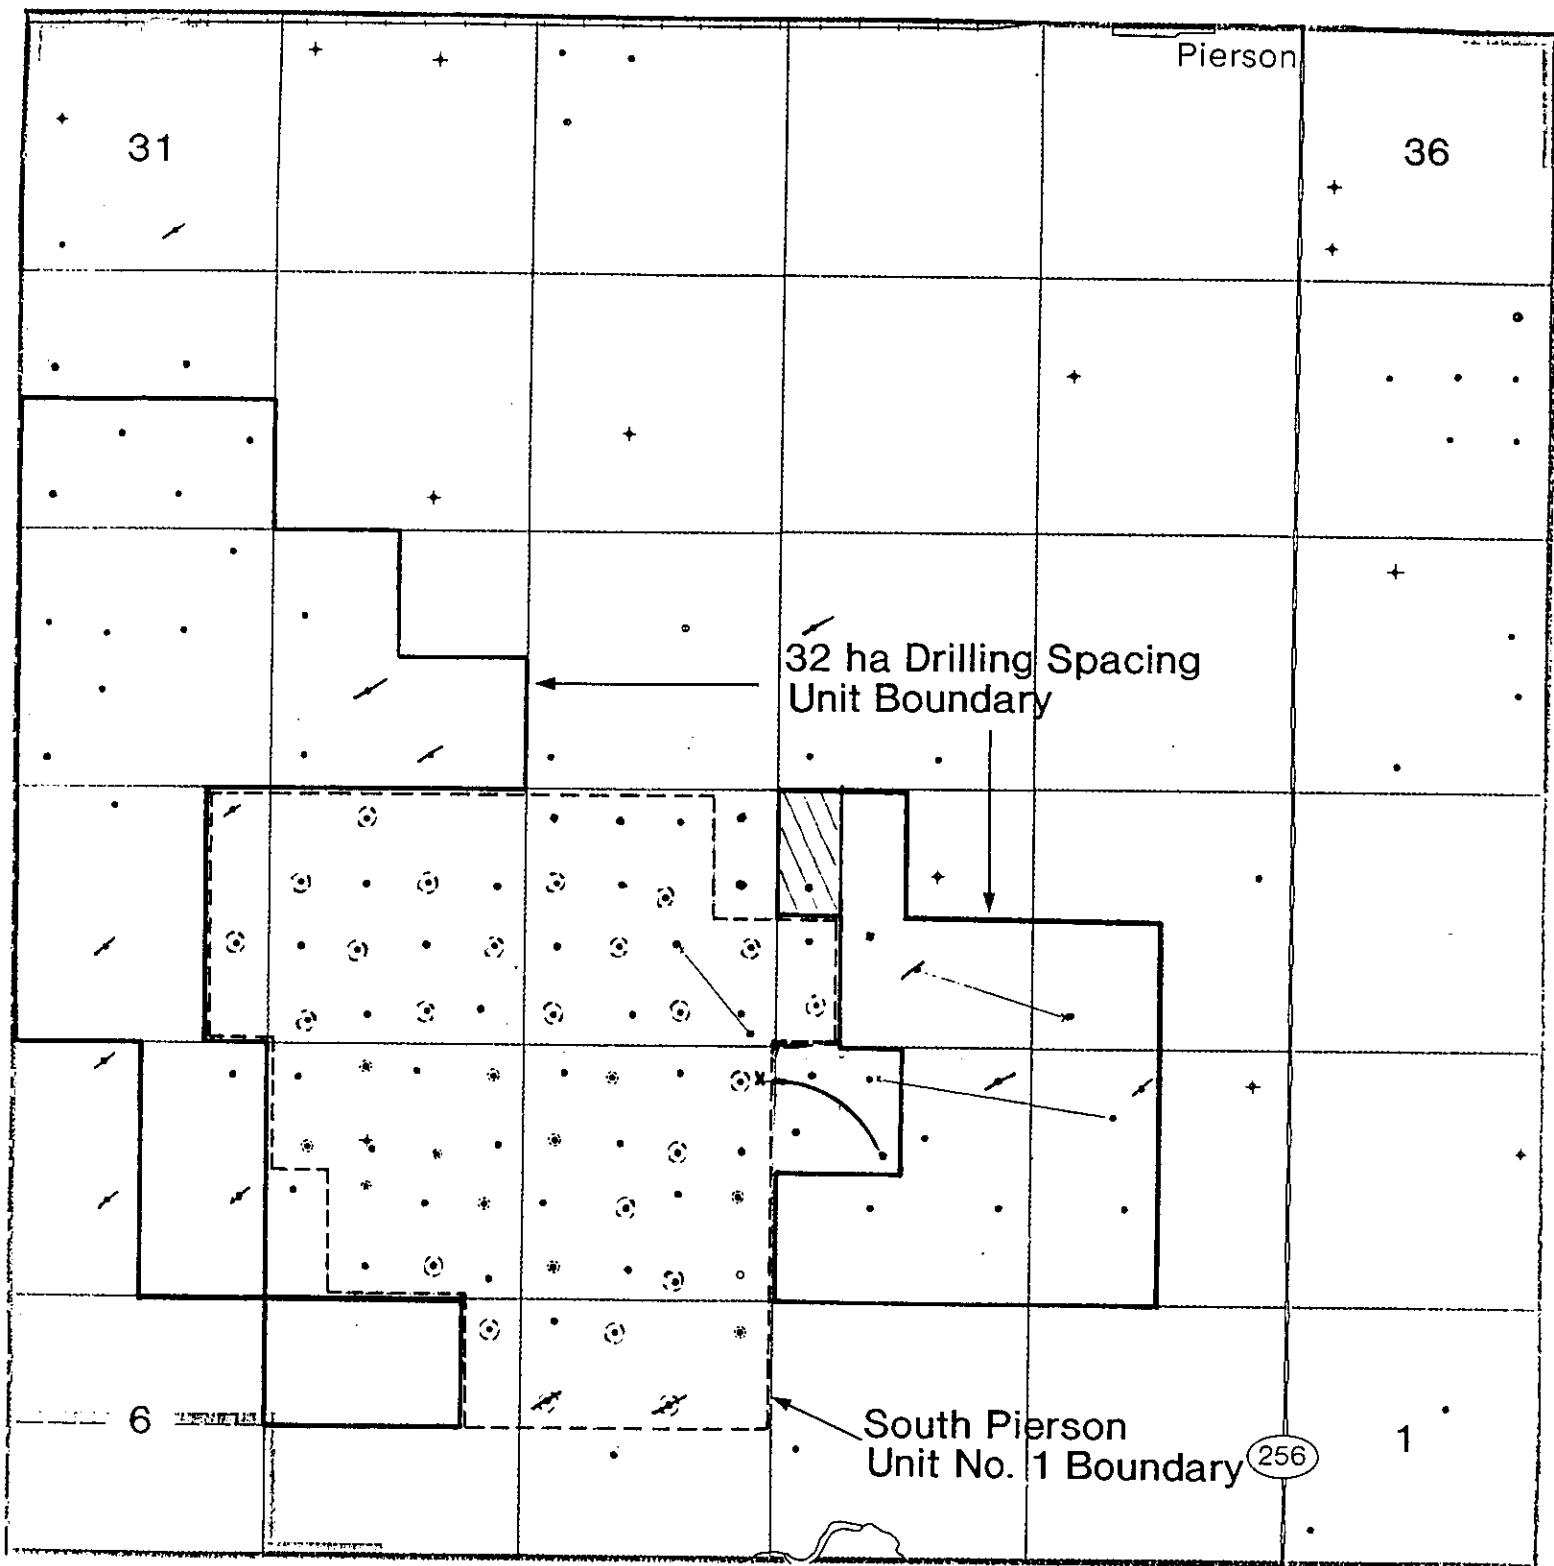 Pierson
31
36
32 ha Drilling Spacing
Unit Boundary
South Pierson
Unit No. 1 Boundary
256
6
1